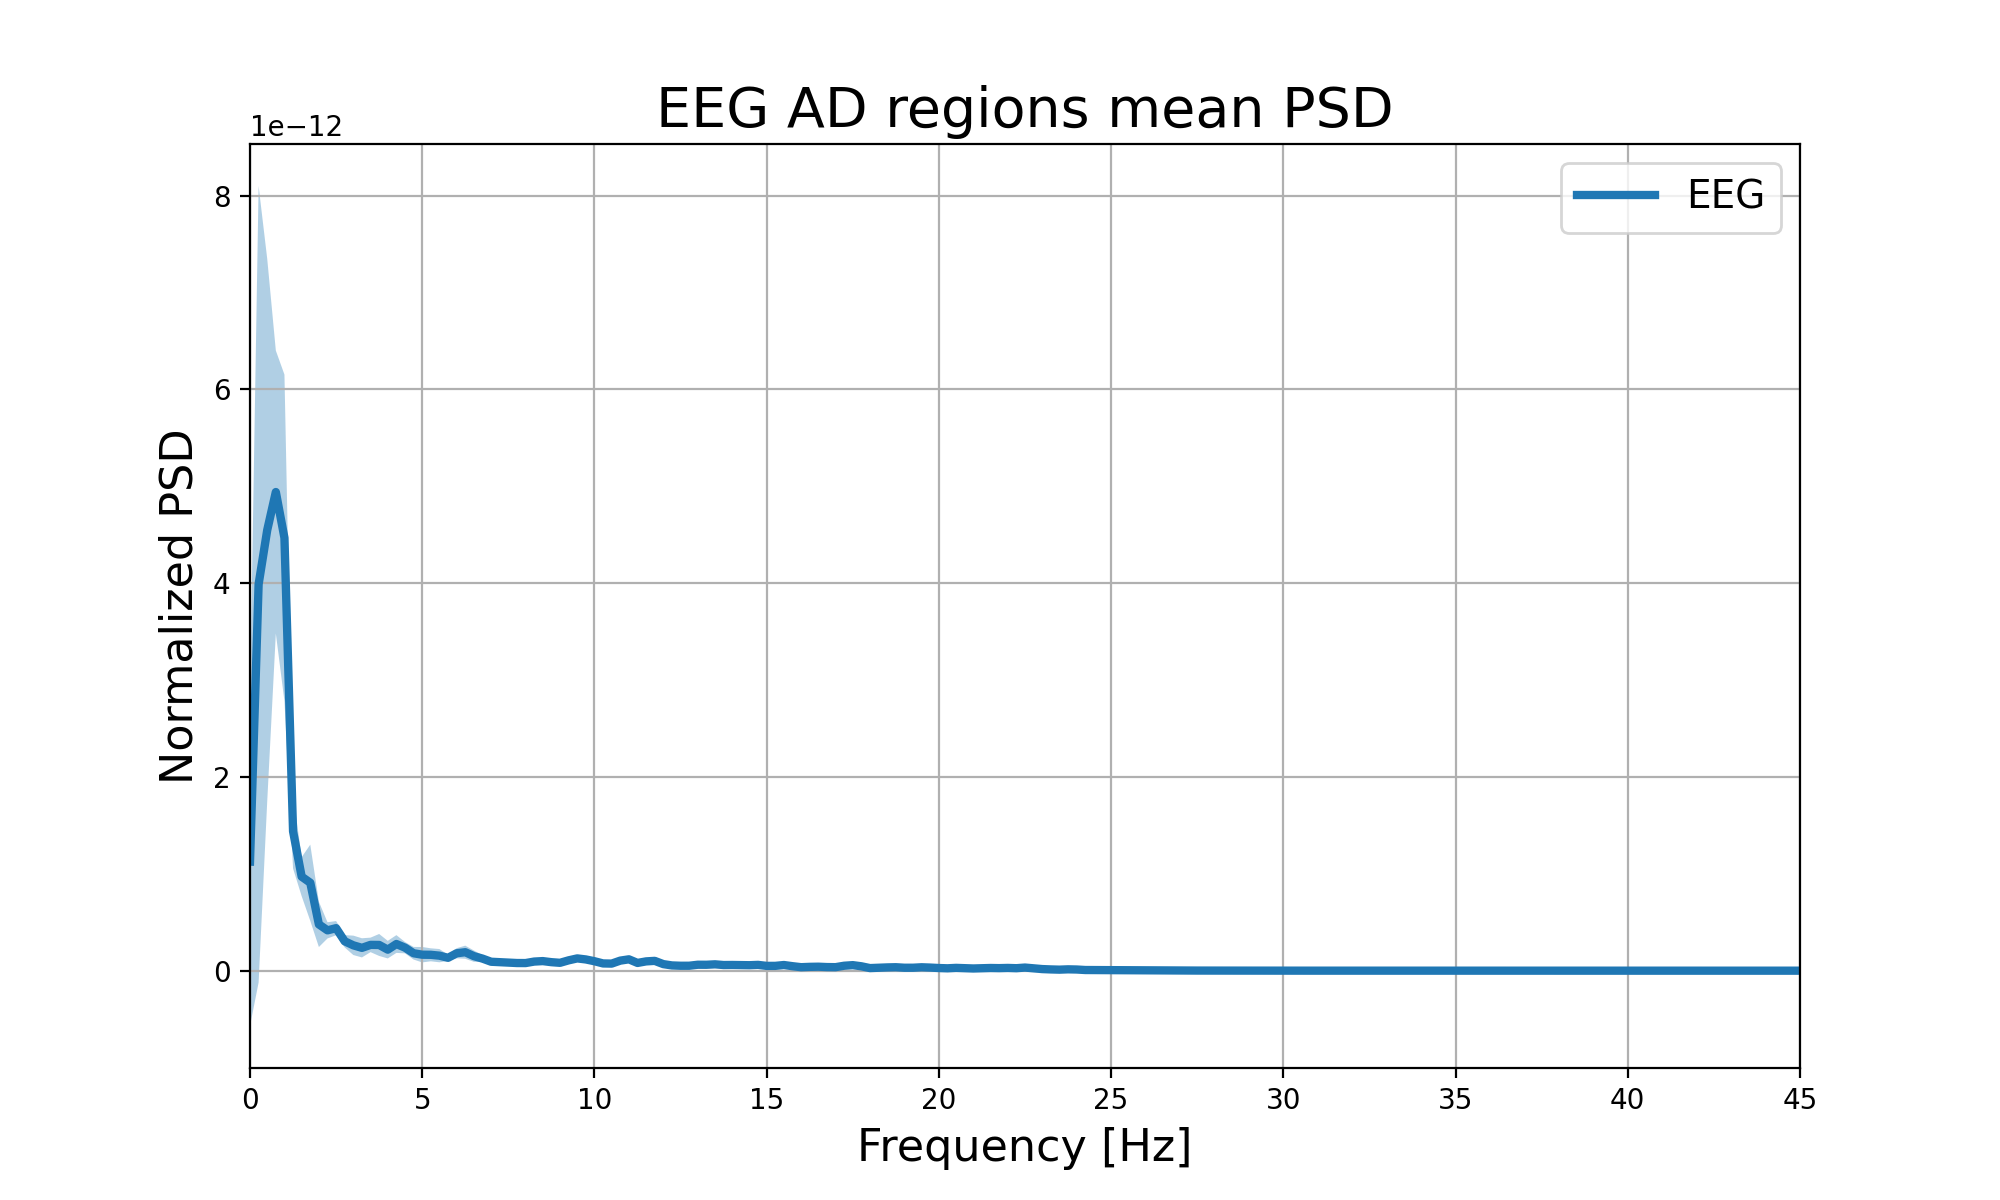 EEG AD regions mean PSD
1e−12
EEG
8
6
4
2
0
Normalized PSD
0 5 10 15 20 25 30 35 40 45
Frequency [Hz]